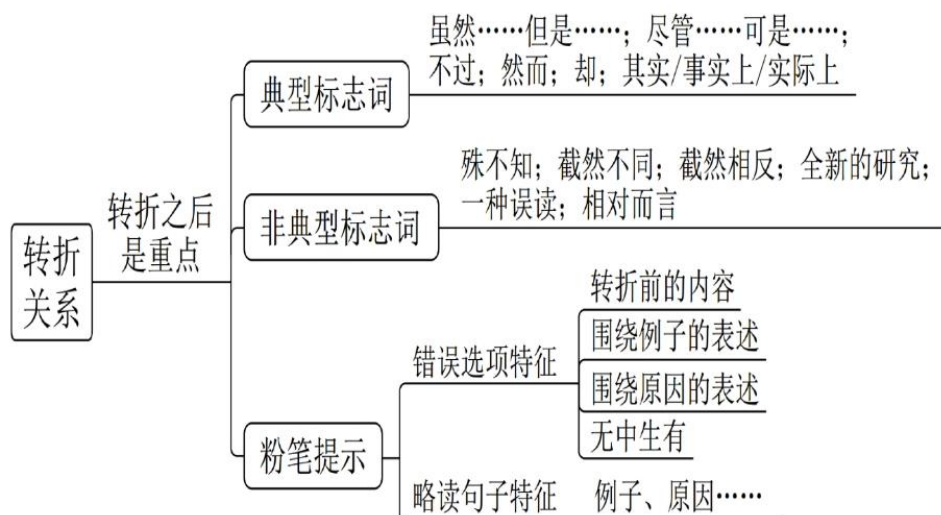 转折
关系
转折之后
是重点
典型标志词
虽然……但是……；尽管……可是……；
不过；然而；却；其实/事实上/实际上
非典型标志词
殊不知；截然不同；截然相反；全新的研究；
一种误读；相对而言
粉笔提示
错误选项特征
转折前的内容
围绕例子的表述
围绕原因的表述
无中生有
略读句子特征
例子、原因……